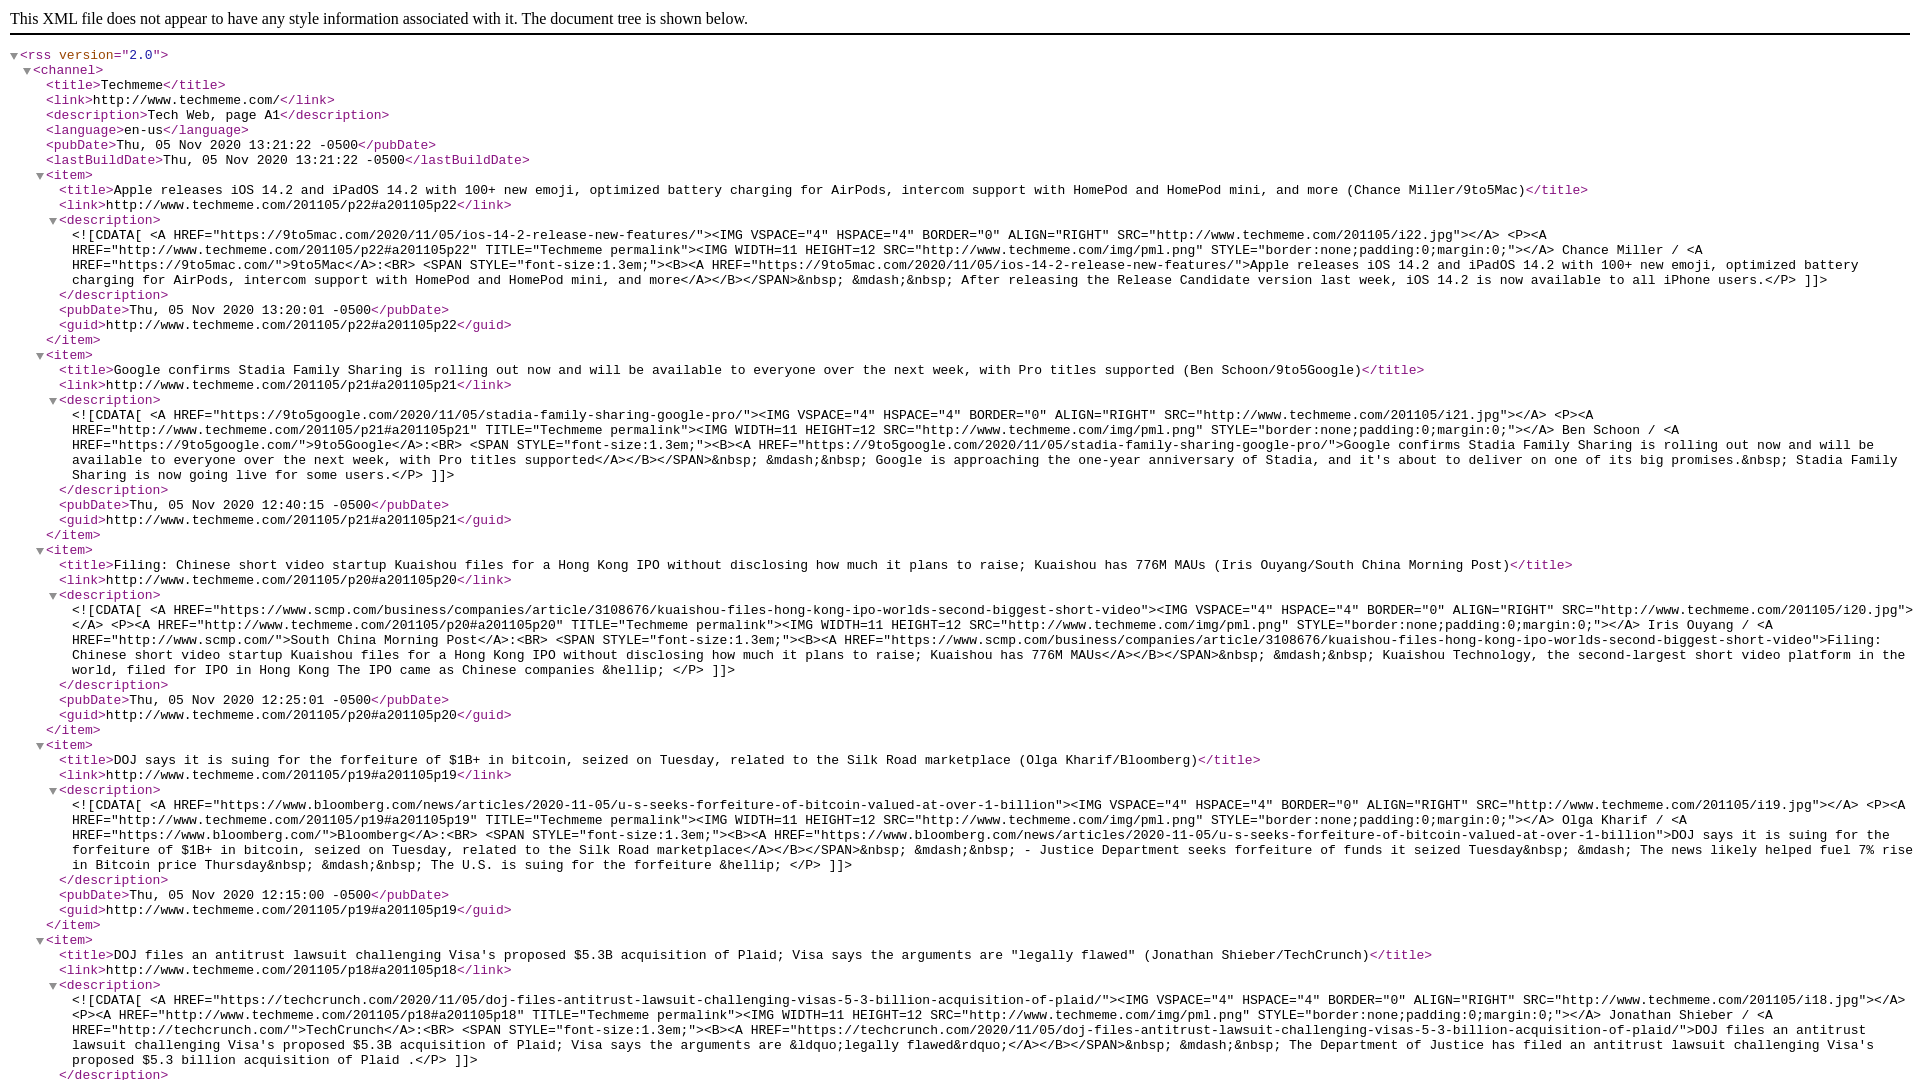 This XML file does not appear to have any style information associated with it. The document tree is shown below.
<rss version="2.0">
<channel>
<title>Techmeme</title>
<link>http://www.techmeme.com/</link>
<description>Tech Web, page A1</description>
<language>en-us</language>
<pubDate>Thu, 05 Nov 2020 13:21:22 -0500</pubDate>
<lastBuildDate>Thu, 05 Nov 2020 13:21:22 -0500</lastBuildDate>
<item>
<title>Apple releases iOS 14.2 and iPadOS 14.2 with 100+ new emoji, optimized battery charging for AirPods, intercom support with HomePod and HomePod mini, and more (Chance Miller/9to5Mac)</title>
<link>http://www.techmeme.com/201105/p22#a201105p22</link>
<description>
<![CDATA[ <A HREF="https://9to5mac.com/2020/11/05/ios-14-2-release-new-features/"><IMG VSPACE="4" HSPACE="4" BORDER="0" ALIGN="RIGHT" SRC="http://www.techmeme.com/201105/i22.jpg"></A> <P><A
HREF="http://www.techmeme.com/201105/p22#a201105p22" TITLE="Techmeme permalink"><IMG WIDTH=11 HEIGHT=12 SRC="http://www.techmeme.com/img/pml.png" STYLE="border:none;padding:0;margin:0;"></A> Chance Miller / <A
HREF="https://9to5mac.com/">9to5Mac</A>:<BR> <SPAN STYLE="font-size:1.3em;"><B><A HREF="https://9to5mac.com/2020/11/05/ios-14-2-release-new-features/">Apple releases iOS 14.2 and iPadOS 14.2 with 100+ new emoji, optimized battery
charging for AirPods, intercom support with HomePod and HomePod mini, and more</A></B></SPAN>&nbsp; &mdash;&nbsp; After releasing the Release Candidate version last week, iOS 14.2 is now available to all iPhone users.</P> ]]>
</description>
<pubDate>Thu, 05 Nov 2020 13:20:01 -0500</pubDate>
<guid>http://www.techmeme.com/201105/p22#a201105p22</guid>
</item>
<item>
<title>Google confirms Stadia Family Sharing is rolling out now and will be available to everyone over the next week, with Pro titles supported (Ben Schoon/9to5Google)</title>
<link>http://www.techmeme.com/201105/p21#a201105p21</link>
<description>
<![CDATA[ <A HREF="https://9to5google.com/2020/11/05/stadia-family-sharing-google-pro/"><IMG VSPACE="4" HSPACE="4" BORDER="0" ALIGN="RIGHT" SRC="http://www.techmeme.com/201105/i21.jpg"></A> <P><A
HREF="http://www.techmeme.com/201105/p21#a201105p21" TITLE="Techmeme permalink"><IMG WIDTH=11 HEIGHT=12 SRC="http://www.techmeme.com/img/pml.png" STYLE="border:none;padding:0;margin:0;"></A> Ben Schoon / <A
HREF="https://9to5google.com/">9to5Google</A>:<BR> <SPAN STYLE="font-size:1.3em;"><B><A HREF="https://9to5google.com/2020/11/05/stadia-family-sharing-google-pro/">Google confirms Stadia Family Sharing is rolling out now and will be
available to everyone over the next week, with Pro titles supported</A></B></SPAN>&nbsp; &mdash;&nbsp; Google is approaching the one-year anniversary of Stadia, and it's about to deliver on one of its big promises.&nbsp; Stadia Family
Sharing is now going live for some users.</P> ]]>
</description>
<pubDate>Thu, 05 Nov 2020 12:40:15 -0500</pubDate>
<guid>http://www.techmeme.com/201105/p21#a201105p21</guid>
</item>
<item>
<title>Filing: Chinese short video startup Kuaishou files for a Hong Kong IPO without disclosing how much it plans to raise; Kuaishou has 776M MAUs (Iris Ouyang/South China Morning Post)</title>
<link>http://www.techmeme.com/201105/p20#a201105p20</link>
<description>
<![CDATA[ <A HREF="https://www.scmp.com/business/companies/article/3108676/kuaishou-files-hong-kong-ipo-worlds-second-biggest-short-video"><IMG VSPACE="4" HSPACE="4" BORDER="0" ALIGN="RIGHT" SRC="http://www.techmeme.com/201105/i20.jpg">
</A> <P><A HREF="http://www.techmeme.com/201105/p20#a201105p20" TITLE="Techmeme permalink"><IMG WIDTH=11 HEIGHT=12 SRC="http://www.techmeme.com/img/pml.png" STYLE="border:none;padding:0;margin:0;"></A> Iris Ouyang / <A
HREF="http://www.scmp.com/">South China Morning Post</A>:<BR> <SPAN STYLE="font-size:1.3em;"><B><A HREF="https://www.scmp.com/business/companies/article/3108676/kuaishou-files-hong-kong-ipo-worlds-second-biggest-short-video">Filing:
Chinese short video startup Kuaishou files for a Hong Kong IPO without disclosing how much it plans to raise; Kuaishou has 776M MAUs</A></B></SPAN>&nbsp; &mdash;&nbsp; Kuaishou Technology, the second-largest short video platform in the
world, filed for IPO in Hong Kong The IPO came as Chinese companies &hellip; </P> ]]>
</description>
<pubDate>Thu, 05 Nov 2020 12:25:01 -0500</pubDate>
<guid>http://www.techmeme.com/201105/p20#a201105p20</guid>
</item>
<item>
<title>DOJ says it is suing for the forfeiture of $1B+ in bitcoin, seized on Tuesday, related to the Silk Road marketplace (Olga Kharif/Bloomberg)</title>
<link>http://www.techmeme.com/201105/p19#a201105p19</link>
<description>
<![CDATA[ <A HREF="https://www.bloomberg.com/news/articles/2020-11-05/u-s-seeks-forfeiture-of-bitcoin-valued-at-over-1-billion"><IMG VSPACE="4" HSPACE="4" BORDER="0" ALIGN="RIGHT" SRC="http://www.techmeme.com/201105/i19.jpg"></A> <P><A
HREF="http://www.techmeme.com/201105/p19#a201105p19" TITLE="Techmeme permalink"><IMG WIDTH=11 HEIGHT=12 SRC="http://www.techmeme.com/img/pml.png" STYLE="border:none;padding:0;margin:0;"></A> Olga Kharif / <A
HREF="https://www.bloomberg.com/">Bloomberg</A>:<BR> <SPAN STYLE="font-size:1.3em;"><B><A HREF="https://www.bloomberg.com/news/articles/2020-11-05/u-s-seeks-forfeiture-of-bitcoin-valued-at-over-1-billion">DOJ says it is suing for the
forfeiture of $1B+ in bitcoin, seized on Tuesday, related to the Silk Road marketplace</A></B></SPAN>&nbsp; &mdash;&nbsp; - Justice Department seeks forfeiture of funds it seized Tuesday&nbsp; &mdash; The news likely helped fuel 7% rise
in Bitcoin price Thursday&nbsp; &mdash;&nbsp; The U.S. is suing for the forfeiture &hellip; </P> ]]>
</description>
<pubDate>Thu, 05 Nov 2020 12:15:00 -0500</pubDate>
<guid>http://www.techmeme.com/201105/p19#a201105p19</guid>
</item>
<item>
<title>DOJ files an antitrust lawsuit challenging Visa's proposed $5.3B acquisition of Plaid; Visa says the arguments are "legally flawed" (Jonathan Shieber/TechCrunch)</title>
<link>http://www.techmeme.com/201105/p18#a201105p18</link>
<description>
<![CDATA[ <A HREF="https://techcrunch.com/2020/11/05/doj-files-antitrust-lawsuit-challenging-visas-5-3-billion-acquisition-of-plaid/"><IMG VSPACE="4" HSPACE="4" BORDER="0" ALIGN="RIGHT" SRC="http://www.techmeme.com/201105/i18.jpg"></A>
<P><A HREF="http://www.techmeme.com/201105/p18#a201105p18" TITLE="Techmeme permalink"><IMG WIDTH=11 HEIGHT=12 SRC="http://www.techmeme.com/img/pml.png" STYLE="border:none;padding:0;margin:0;"></A> Jonathan Shieber / <A
HREF="http://techcrunch.com/">TechCrunch</A>:<BR> <SPAN STYLE="font-size:1.3em;"><B><A HREF="https://techcrunch.com/2020/11/05/doj-files-antitrust-lawsuit-challenging-visas-5-3-billion-acquisition-of-plaid/">DOJ files an antitrust
lawsuit challenging Visa's proposed $5.3B acquisition of Plaid; Visa says the arguments are &ldquo;legally flawed&rdquo;</A></B></SPAN>&nbsp; &mdash;&nbsp; The Department of Justice has filed an antitrust lawsuit challenging Visa's
proposed $5.3 billion acquisition of Plaid .</P> ]]>
</description>